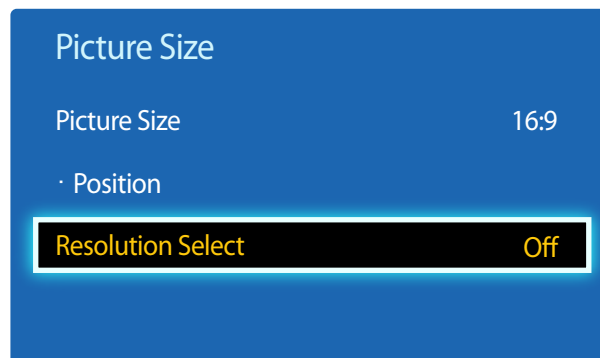 Picture Size
Picture Size 16:9
· Position
Resolution Select Off